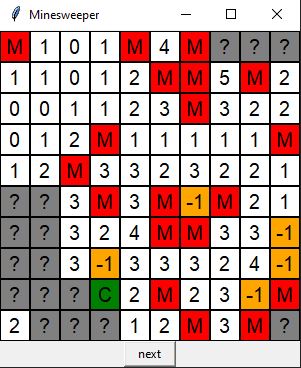 Minesweeper
M 1 0 1 M 4 M ? ? ?
1 1 0 1 2 M M 5 M 2
0 0 1 1 2 3 M 3 2 2
0 1 2 M 1 1 1 1 1 M
1 2 M 3 3 2 3 2 2 1
? ? 3 M 3 M -1 M 2 1
? ? 3 2 4 M M 3 3 -1
? ? 3 -1 3 3 3 2 4 -1
? ? ? C 2 M 2 3 -1 M
2 ? ? ? 1 2 M 3 M ?
next